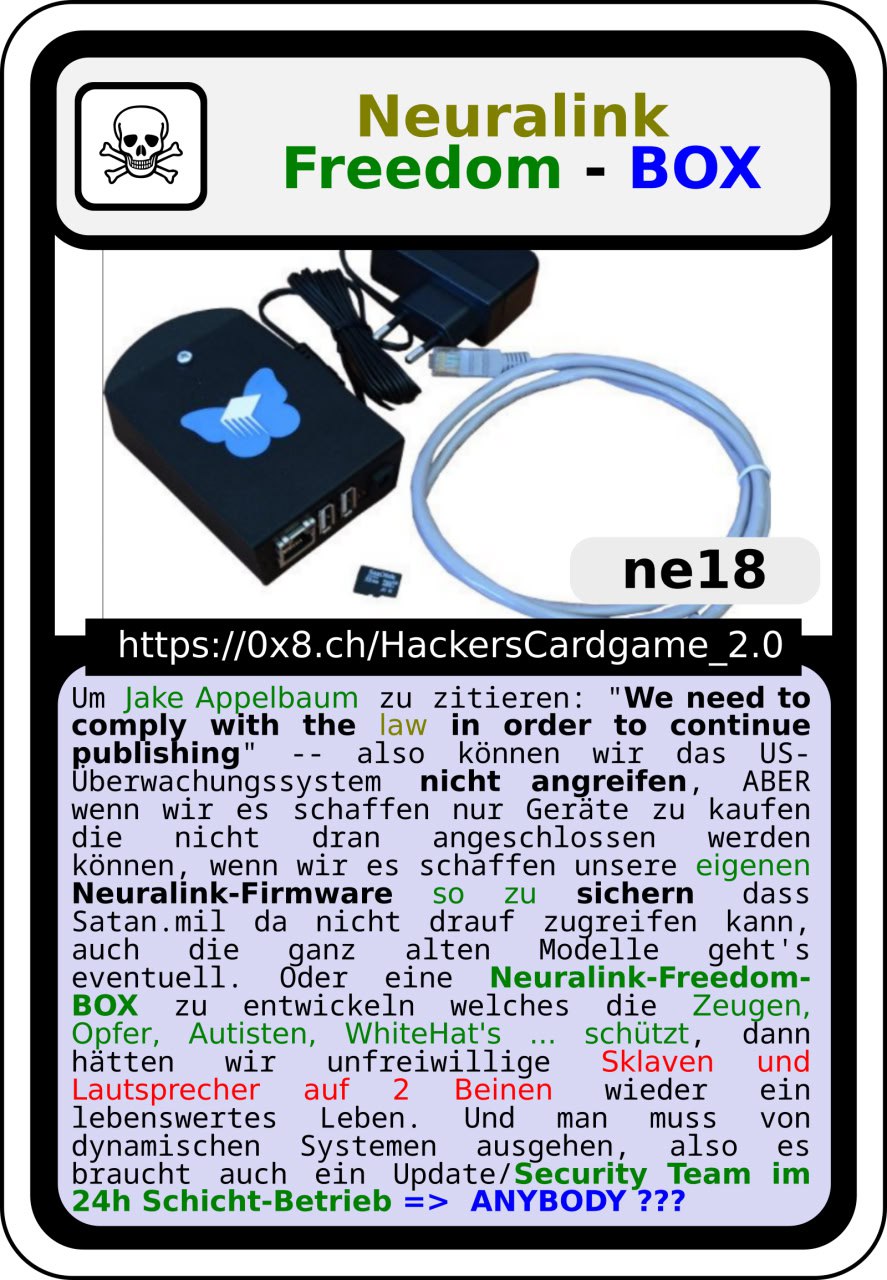 Neuralink
Freedom - BOX
ne18
https://0x8.ch/HackersCardgame_2.0
Um Jake Appelbaum zu zitieren: "We need to
comply with the law in order to continue
publishing" -- also können wir das US-
Überwachungssystem nicht angreifen, ABER
wenn wir es schaffen nur Geräte zu kaufen
die nicht dran angeschlossen werden
können, wenn wir es schaffen unsere eigenen
Neuralink-Firmware so zu sichern dass
Satan.mil da nicht drauf zugreifen kann,
auch die ganz alten Modelle geht's
eventuell. Oder eine Neuralink-Freedom-
BOX zu entwickeln welches die Zeugen,
Opfer, Autisten, WhiteHat's ... schützt, dann
hätten wir unfreiwillige Sklaven und
Lautsprecher auf 2 Beinen wieder ein
lebenswertes Leben. Und man muss von
dynamischen Systemen ausgehen, also es
braucht auch ein Update/Security Team im
24h Schicht-Betrieb => ANYBODY ???